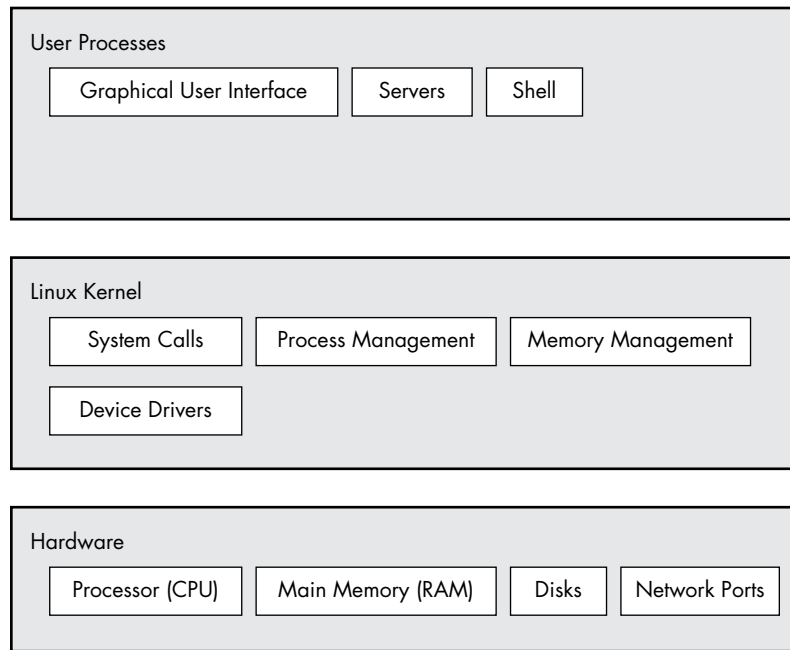 User Processes
Graphical User Interface Servers Shell
Linux Kernel
System Calls Process Management Memory Management
Device Drivers
Hardware
Processor (CPU) Main Memory (RAM) Disks Network Ports